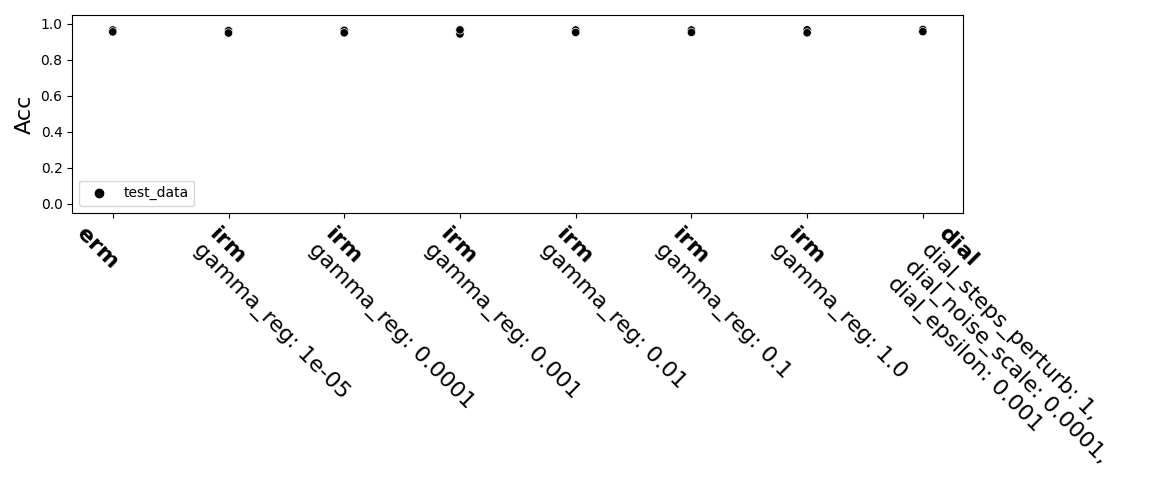 1.0
0.8
0.6
0.4
0.2
0.0
Acc
test_data
erm
irm
gamma_reg: 1e-05
irm
gamma_reg: 0.0001
irm
gamma_reg: 0.001
irm
gamma_reg: 0.01
irm
gamma_reg: 0.1
irm
gamma_reg: 1.0
dial
dial_steps_perturb: 1,
dial_noise_scale: 0.0001,
dial_epsilon: 0.001